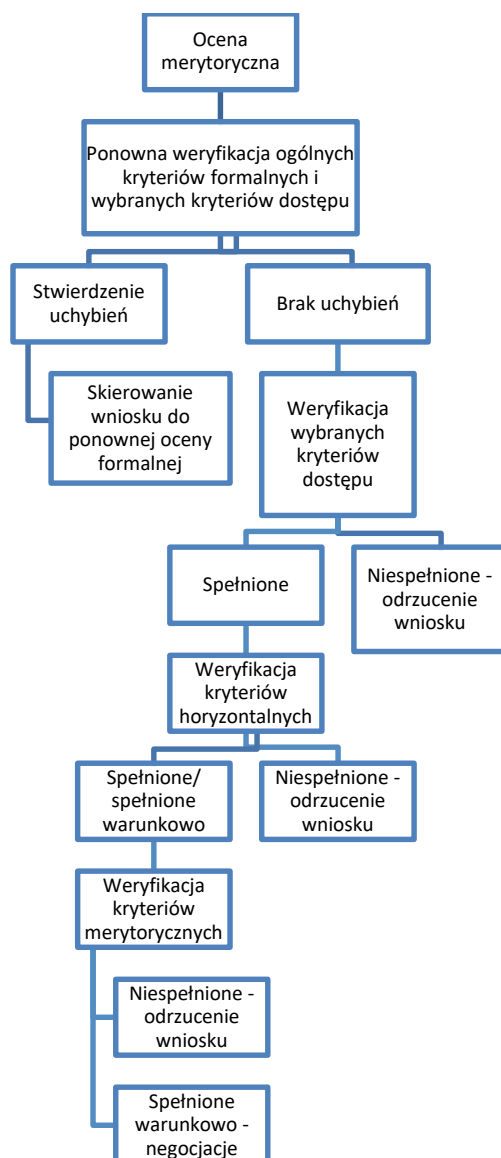 Ocena
merytoryczna
Ponowna weryfikacja ogólnych
kryteriów formalnych i
wybranych kryteriów dostępu
Stwierdzenie
uchybień
Brak uchybień
Skierowanie
wniosku do
ponownej oceny
formalnej
Weryfikacja
wybranych
kryteriów
dostępu
Spełnione
Niespełnione -
odrzucenie
wniosku
Weryfikacja
kryteriów
horyzontalnych
Spełnione/
spełnione
warunkowo
Niespełnione -
odrzucenie
wniosku
Weryfikacja
kryteriów
merytorycznych
Niespełnione -
odrzucenie
wniosku
Spełnione
warunkowo -
negocjacje